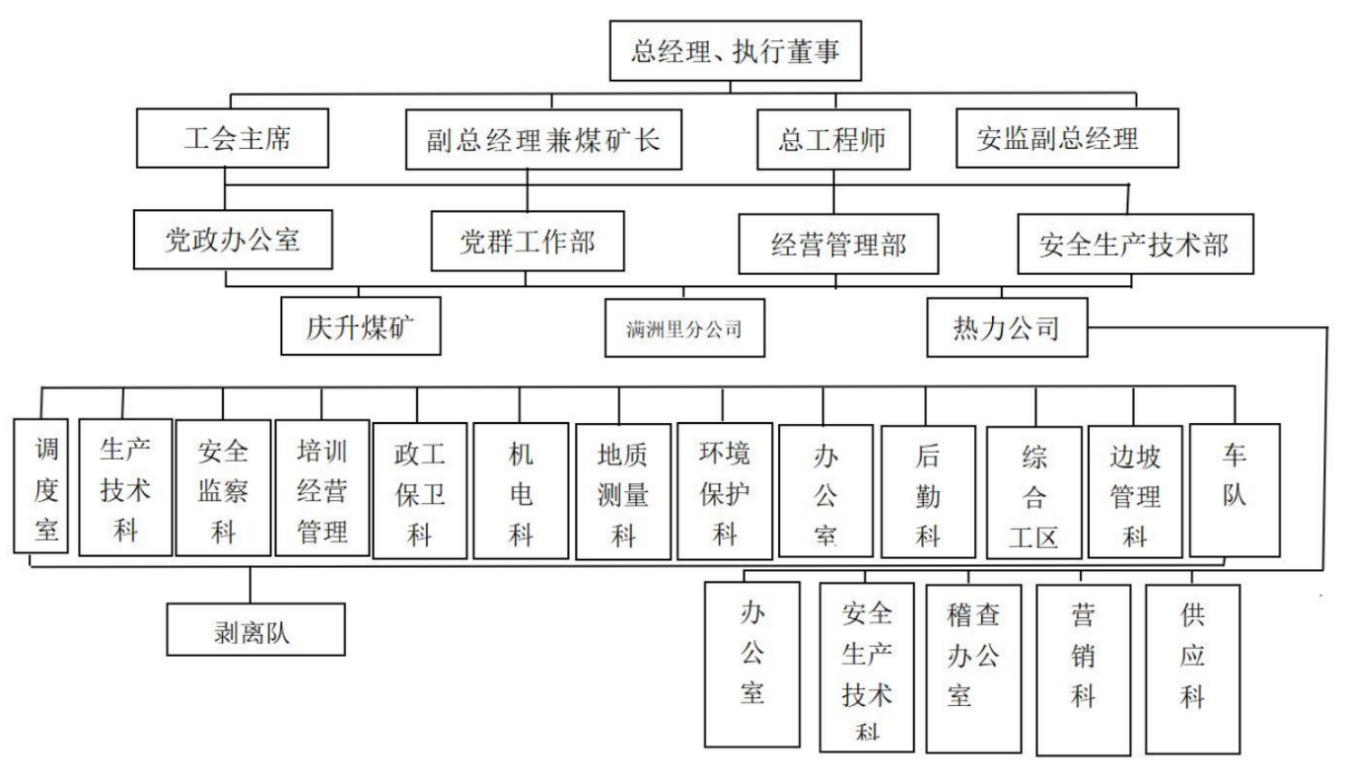 总经理、执行董事
工会主席
副总经理兼煤矿长
总工程师
安监副总经理
党政办公室
党群工作部
经营管理部
安全生产技术部
庆升煤矿
满洲里分公司
热力公司
调
度
室
生产
技术
科
安全
监察
科
培训
经营
管理
政工
保卫
科
机
电
科
地质
测量
科
环境
保护
科
办
公
室
后
勤
科
综
合
工区
边坡
管理
科
车
队
剥离队
办
公
室
安全
生产
技术
科
稽查
办公
室
营
销
科
供
应
科